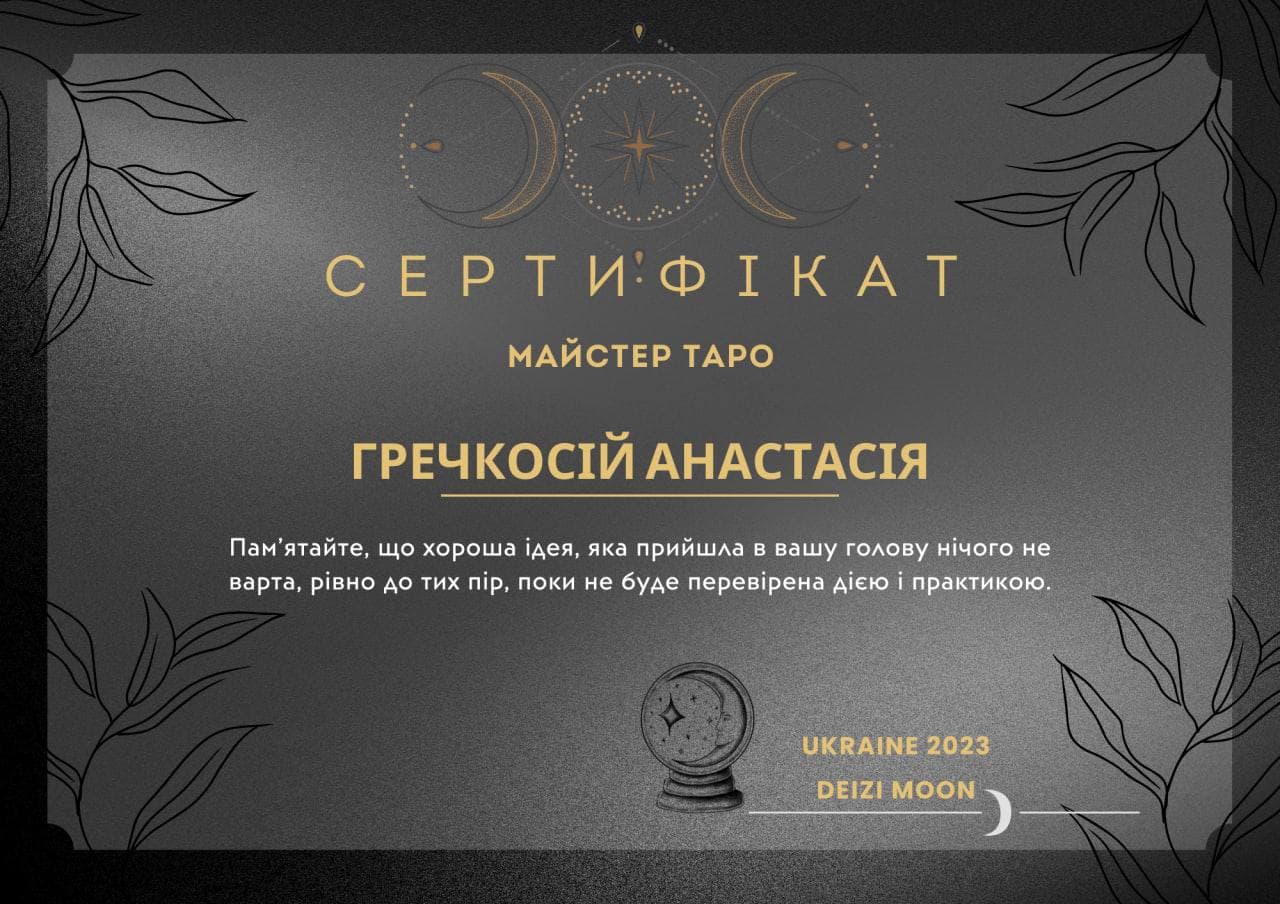 СЕРТИФІКАТ
МАЙСТЕР ТАРО
ГРЕЧКОСІЙ АНАСТАСІЯ
Пам'ятайте, що хороша ідея, яка прийшла в вашу голову нічого не
варта, рівно до тих пір, поки не буде перевірена дією і практикою.
UKRAINE 2023
DEIZI MOON